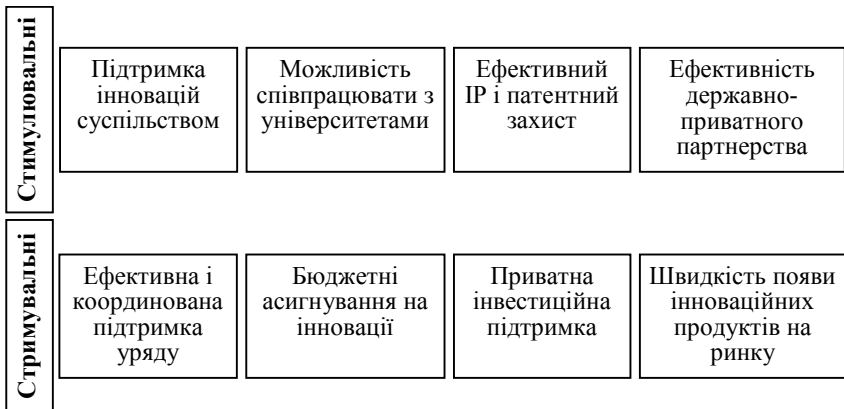 Стимулювальні
Підтримка
інновацій
суспільством
Можливість
співпрацювати з
університетами
Ефективний
ІР і патентний
захист
Ефективність
державно-
приватного
партнерства
Стримувальні
Ефективна і
координована
підтримка
уряду
Бюджетні
асигнування на
інновації
Приватна
інвестиційна
підтримка
Швидкість появи
інноваційних
продуктів на
ринку